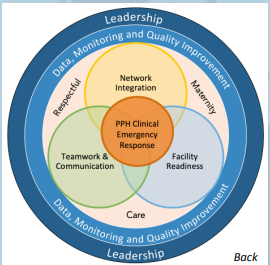 Leadership
Data, Monitoring and Quality Improvement
Respectful
Maternity
Network
Integration
PPH Clinical
Emergency
Response
Teamwork &
Communication
Facility
Readiness
Care
Data, Monitoring and Quality Improvement
Leadership
Back